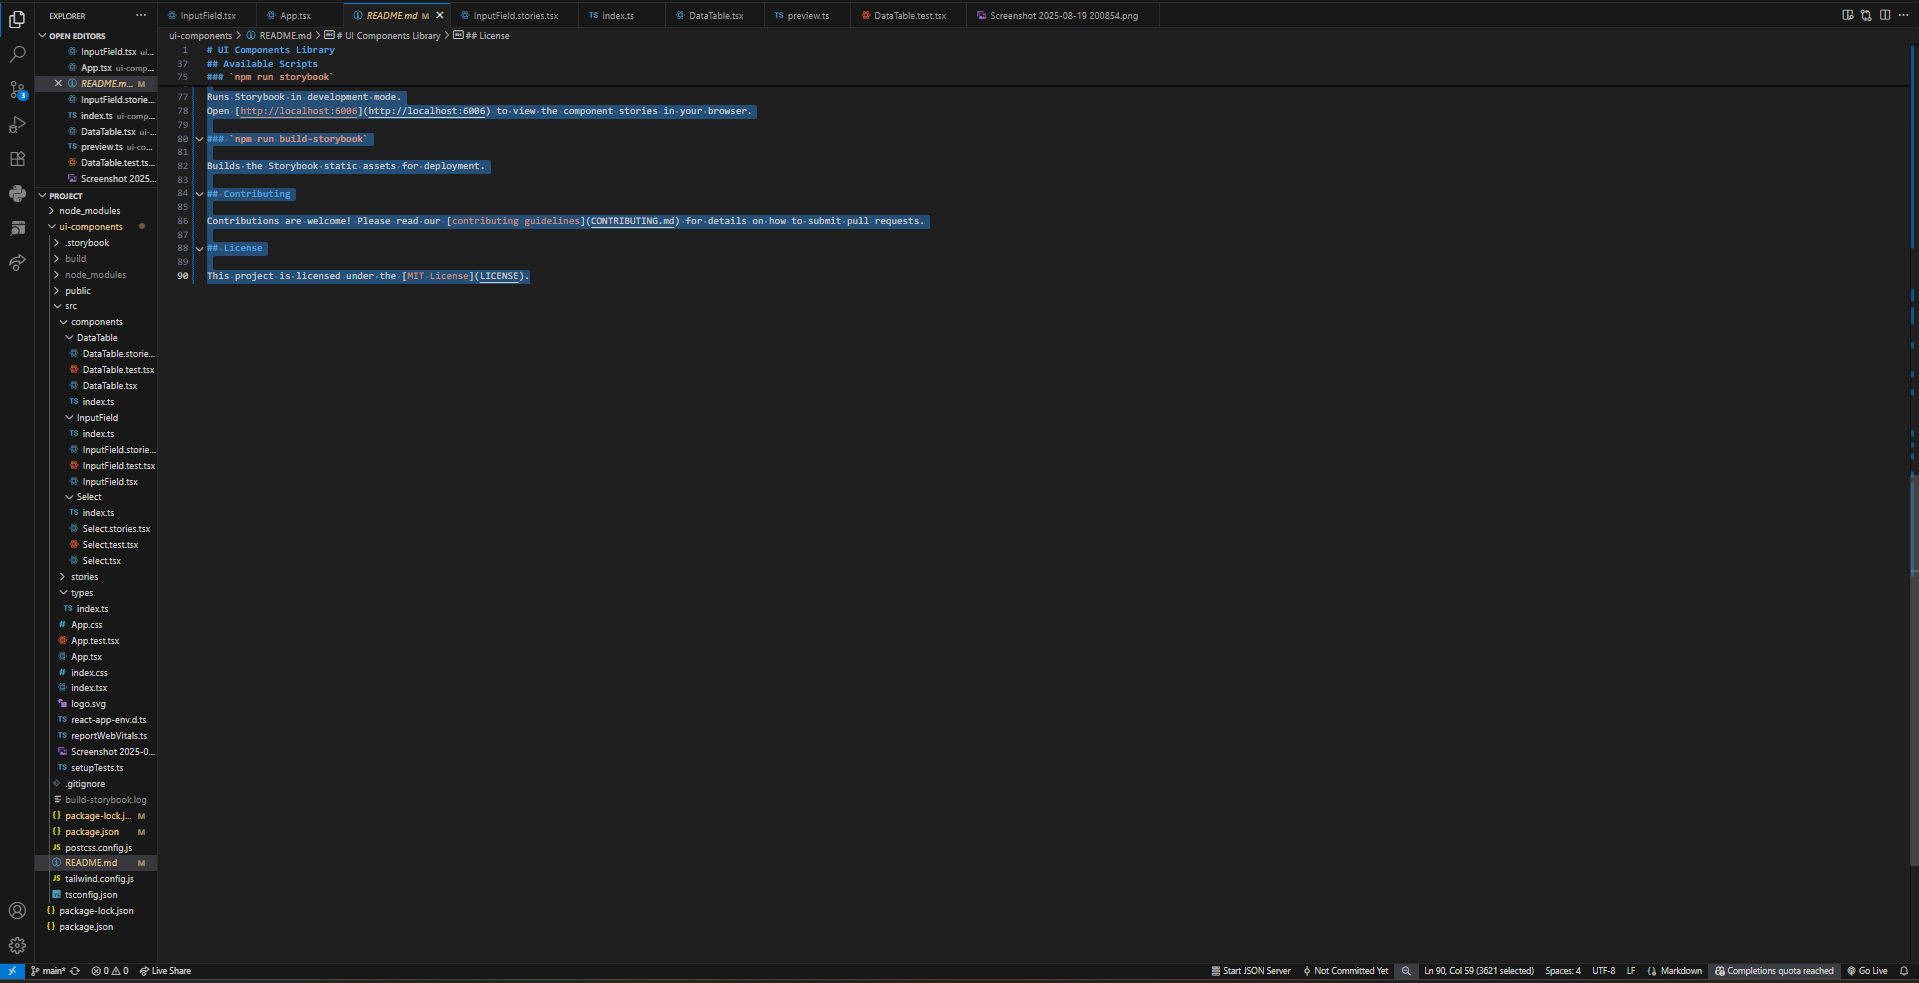 EXPLORER
OPEN EDITORS
InputField.tsx ui...
App.tsx ui-comp...
README.m... M
InputField.storie...
index.ts ui-comp...
DataTable.tsx ui-...
preview.ts ui-co...
DataTable.test.ts...
Screenshot 2025...
PROJECT
node_modules
ui-components
.storybook
build
node_modules
public
src
components
DataTable
DataTable.storie...
DataTable.test.tsx
DataTable.tsx
TS index.ts
InputField
TS index.ts
InputField.storie...
InputField.test.tsx
InputField.tsx
Select
TS index.ts
Select.stories.tsx
Select.test.tsx
Select.tsx
stories
types
TS index.ts
# App.css
App.test.tsx
App.tsx
# index.css
index.tsx
logo.svg
TS react-app-env.d.ts
TS reportWebVitals.ts
Screenshot 2025-0...
TS setupTests.ts
.gitignore
build-storybook.log
{} package-lock.j... M
{} package.json M
JS postcss.config.js
README.md M
JS tailwind.config.js
tsconfig.json
{} package-lock.json
{} package.json
3
InputField.tsx App.tsx README.md M InputField.stories.tsx TS index.ts DataTable.tsx TS preview.ts DataTable.test.tsx Screenshot 2025-08-19 200854.png
ui-components > README.md > # UI Components Library > ## License
1 # UI Components Library
37 ## Available Scripts
75 ### `npm run storybook`
77 Runs Storybook in development mode.
78 Open [http://localhost:6006](http://localhost:6006) to view the component stories in your browser.
79
80 ### `npm run build-storybook`
81
82 Builds the Storybook static assets for deployment.
83
84 ## Contributing
85
86 Contributions are welcome! Please read our [contributing guidelines](CONTRIBUTING.md) for details on how to submit pull requests.
87
88 ## License
89
90 This project is licensed under the [MIT License](LICENSE).
main* 0 0 Live Share Start JSON Server Not Committed Yet Ln 90, Col 59 (3621 selected) Spaces: 4 UTF-8 LF Markdown Completions quota reached Go Live